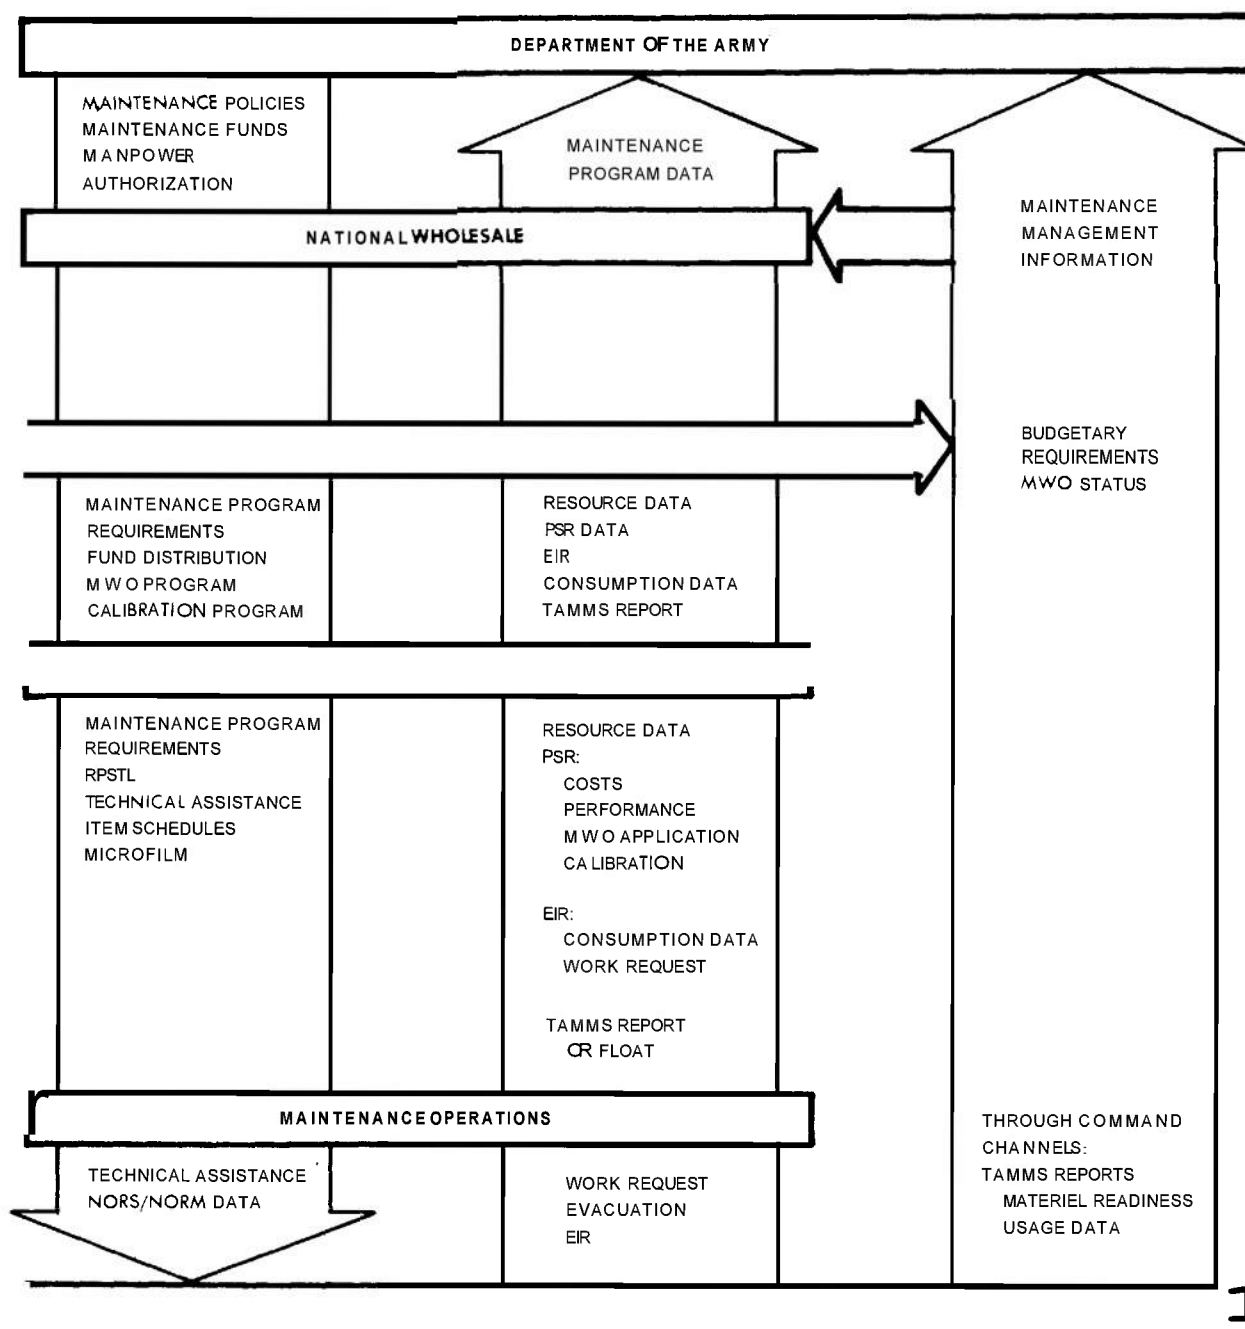 DEPARTMENT OF THE ARMY
MAINTENANCE POLICIES
MAINTENANCE FUNDS
MANPOWER
AUTHORIZATION
MAINTENANCE
PROGRAM DATA
NATIONAL WHOLESALE
MAINTENANCE
MANAGEMENT
INFORMATION
BUDGETARY
REQUIREMENTS
MWO STATUS
MAINTENANCE PROGRAM
REQUIREMENTS
FUND DISTRIBUTION
MWO PROGRAM
CALIBRATION PROGRAM
RESOURCE DATA
PSR DATA
EIR
CONSUMPTION DATA
TAMMS REPORT
MAINTENANCE PROGRAM
REQUIREMENTS
RPSTL
TECHNICAL ASSISTANCE
ITEM SCHEDULES
MICROFILM
RESOURCE DATA
PSR:
COSTS
PERFORMANCE
MWO APPLICATION
CALIBRATION
EIR:
CONSUMPTION DATA
WORK REQUEST
TAMMS REPORT
OR FLOAT
MAINTENANCE OPERATIONS
TECHNICAL ASSISTANCE
NORS/NORM DATA
WORK REQUEST
EVACUATION
EIR
THROUGH COMMAND
CHANNELS:
TAMMS REPORTS
MATERIEL READINESS
USAGE DATA